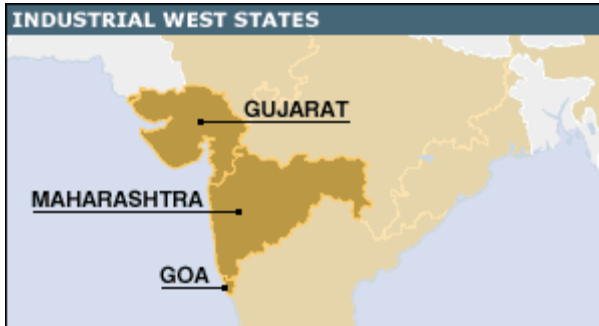 INDUSTRIAL WEST STATES
GUJARAT
MAHARASHTRA
GOA